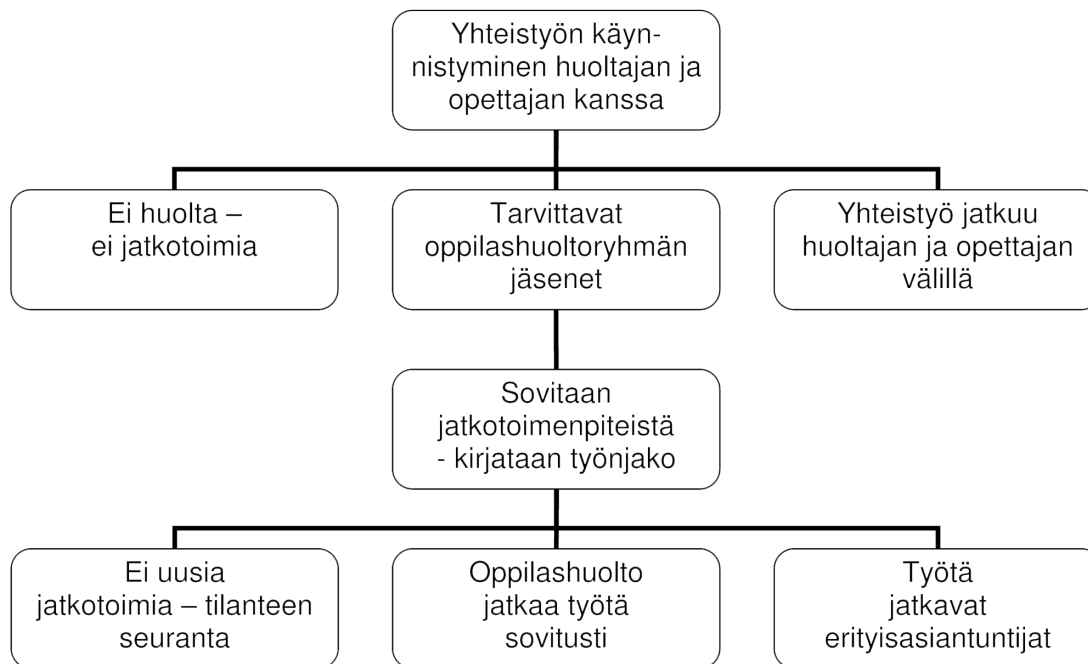 Yhteistyön käyn-
nistyminen huoltajan ja
opettajan kanssa
Ei huolta –
ei jatkotoimia
Tarvittavat
oppilashuoltoryhmän
jäsenet
Yhteistyö jatkuu
huoltajan ja opettajan
välillä
Sovitaan
jatkotoimenpiteistä
- kirjataan työnjako
Ei uusia
jatkotoimia – tilanteen
seuranta
Oppilashuolto
jatkaa työtä
sovitusti
Työtä
jatkavat
erityisasiantuntijat